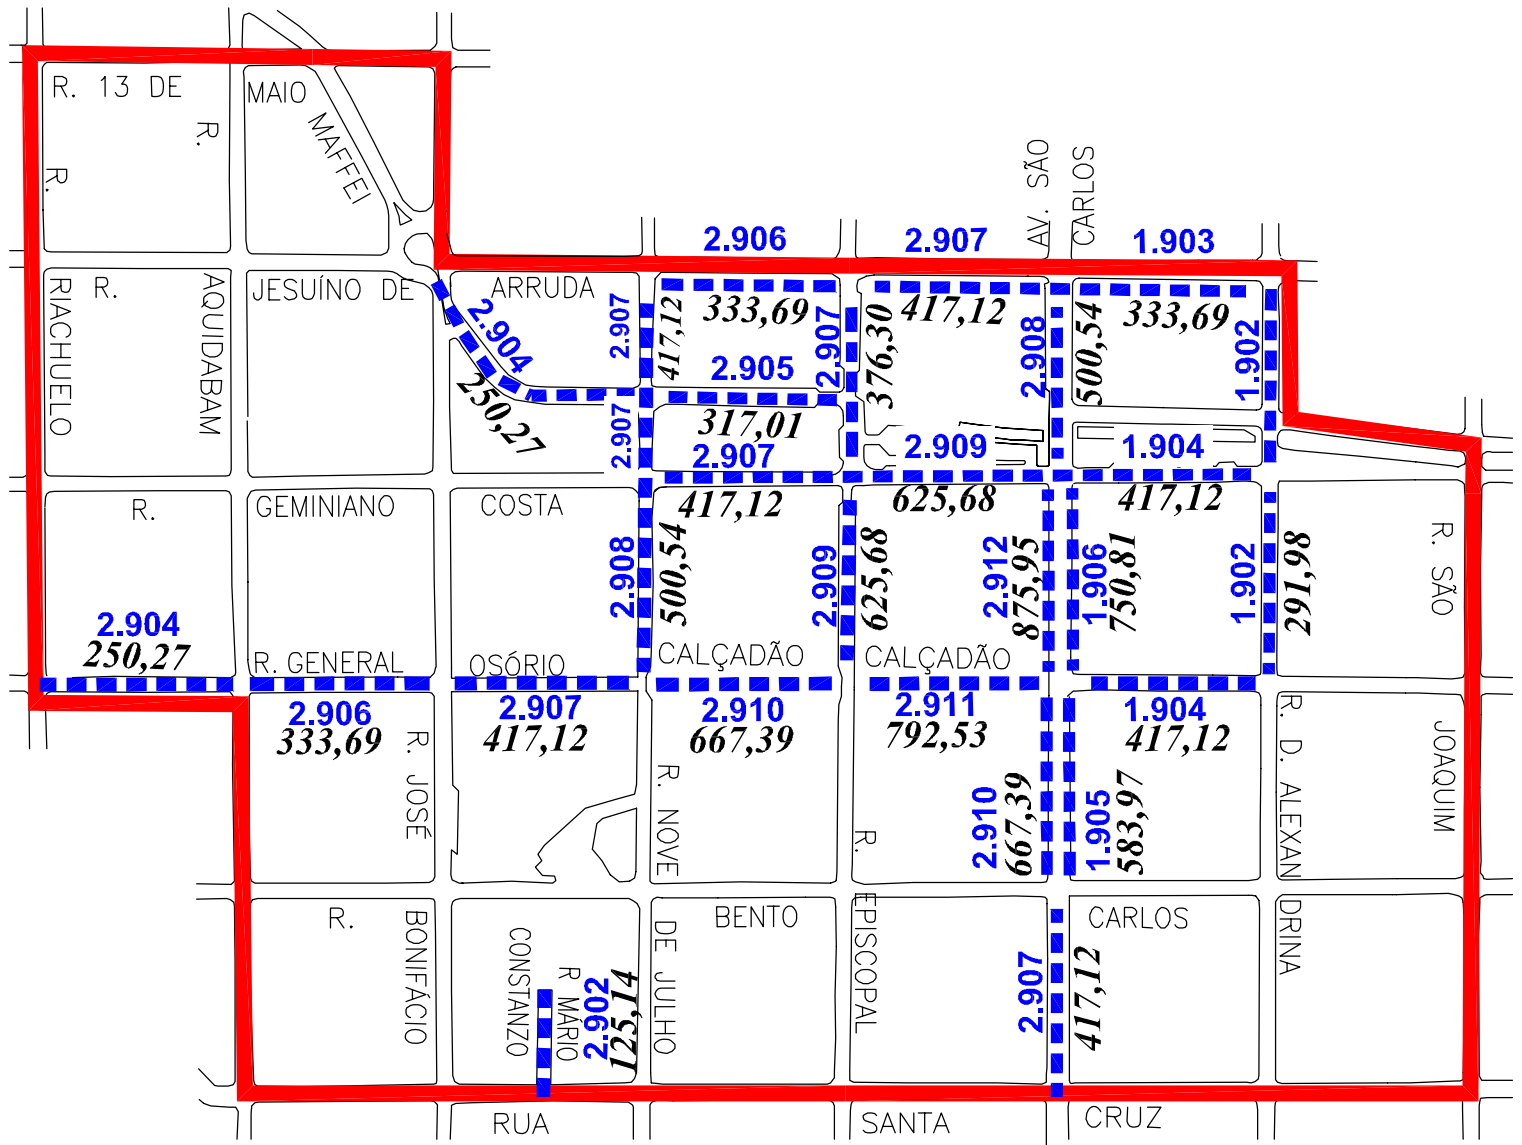 R. 13 DE
MAIO
R.
R.
MAFFEI
AV. SÃO
CARLOS
2.906
2.907
1.903
RIACHUELO
R.
AQUIDABAM
JESUÍNO DE
ARRUDA
2.904
250,27
2.907
417,12
333,69
2.907
376,30
417,12
2.908
500,54
333,69
1.902
2.905
317,01
2.907
2.907
2.909
1.904
R.
GEMINIANO
COSTA
417,12
625,68
417,12
2.908
500,54
2.909
625,68
2.912
875,95
1.906
750,81
1.902
291,98
R. SÃO
2.904
250,27
R. GENERAL
OSÓRIO
CALÇADÃO
CALÇADÃO
2.906
333,69
2.907
417,12
2.910
667,39
2.911
792,53
1.904
417,12
R. JOSÉ
R. NOVE
R.
2.910
667,39
1.905
583,97
R. D. ALEXAN
JOAQUIM
R.
BONIFÁCIO
CONSTANZO
R MÁRIO
2.902
125,14
DE JULHO
BENTO
EPISCOPAL
2.907
417,12
CARLOS
DRINA
RUA
SANTA
CRUZ